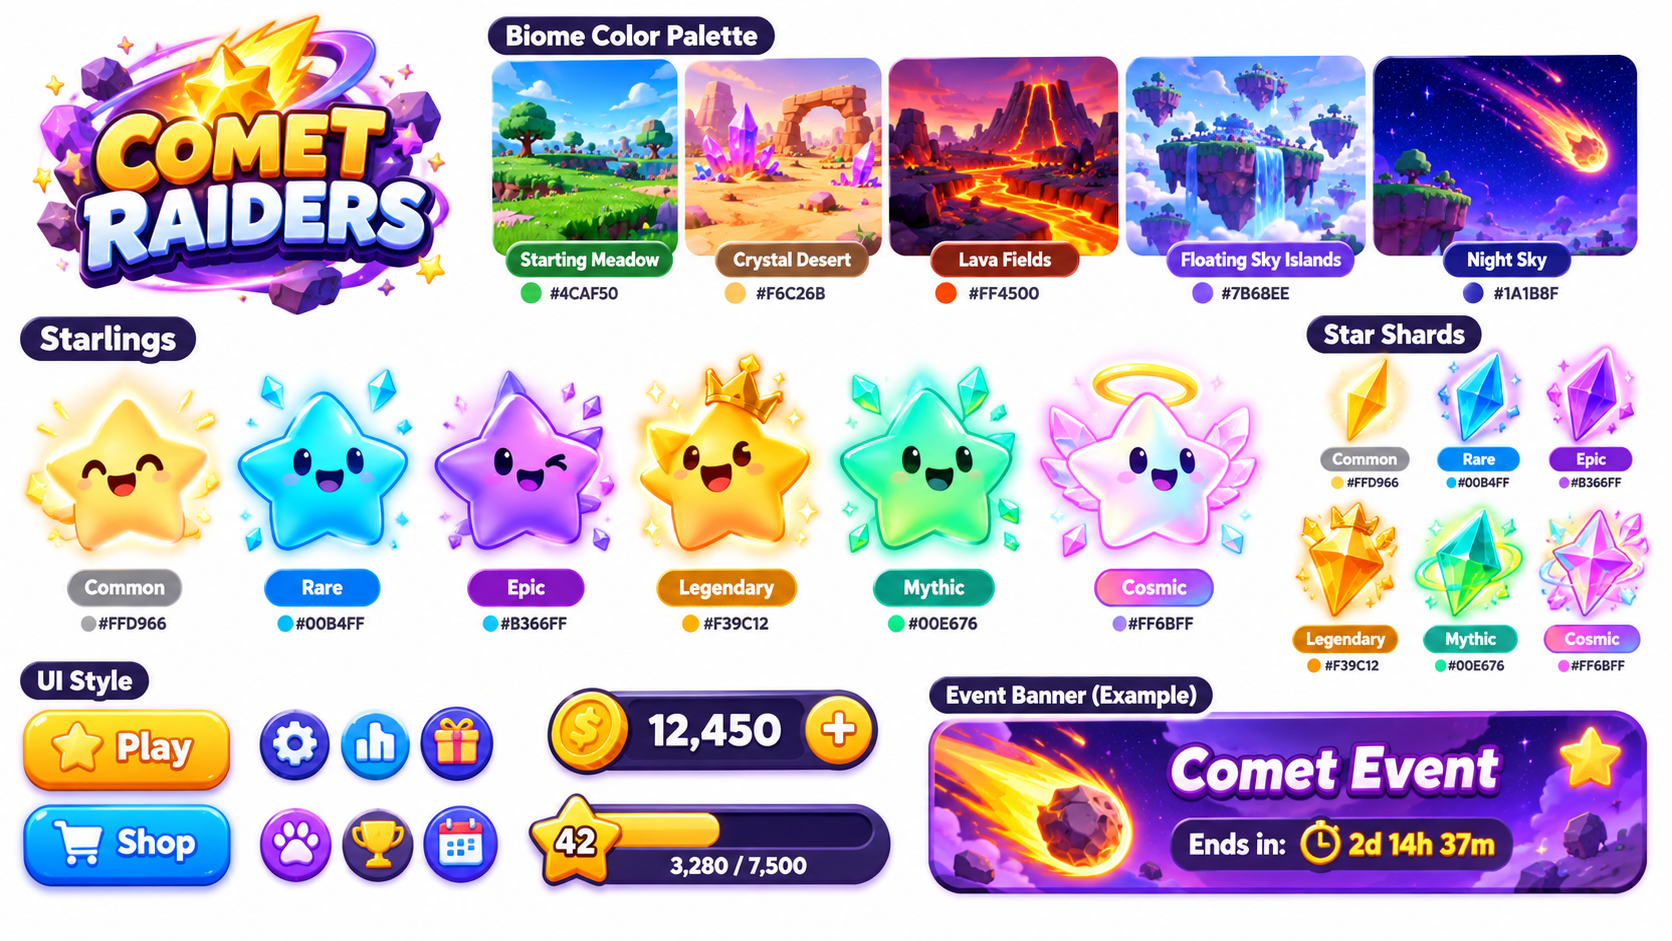 COMET
RAIDERS
Biome Color Palette
Starting Meadow
#4CAF50
Crystal Desert
#F6C26B
Lava Fields
#FF4500
Floating Sky Islands
#7B68EE
Night Sky
#1A1B8F
Starlings
Common
#FFD966
Rare
#00B4FF
Epic
#B366FF
Legendary
#F39C12
Mythic
#00E676
Cosmic
#FF6BFF
Star Shards
Common
#FFD966
Rare
#00B4FF
Epic
#B366FF
Legendary
#F39C12
Mythic
#00E676
Cosmic
#FF6BFF
UI Style
Play
Shop
$
12,450
+
42
3,280 / 7,500
Event Banner (Example)
Comet Event
Ends in: 2d 14h 37m